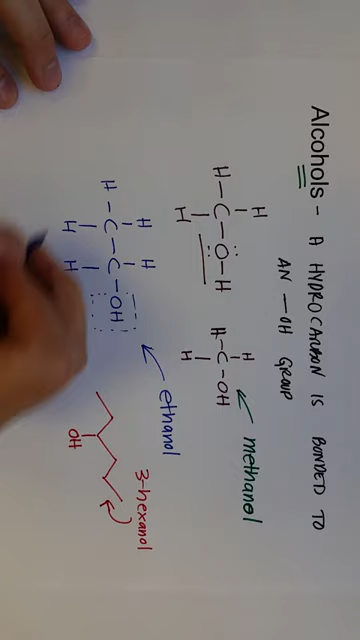 Alcohols - A HYDROCARBON IS BONDED TO
AN -OH GROUP
H H
H-C-O-H H-C-OH
H H
methanol
H H
H-C-C-OH
H H
ethanol
3-hexanol
OH